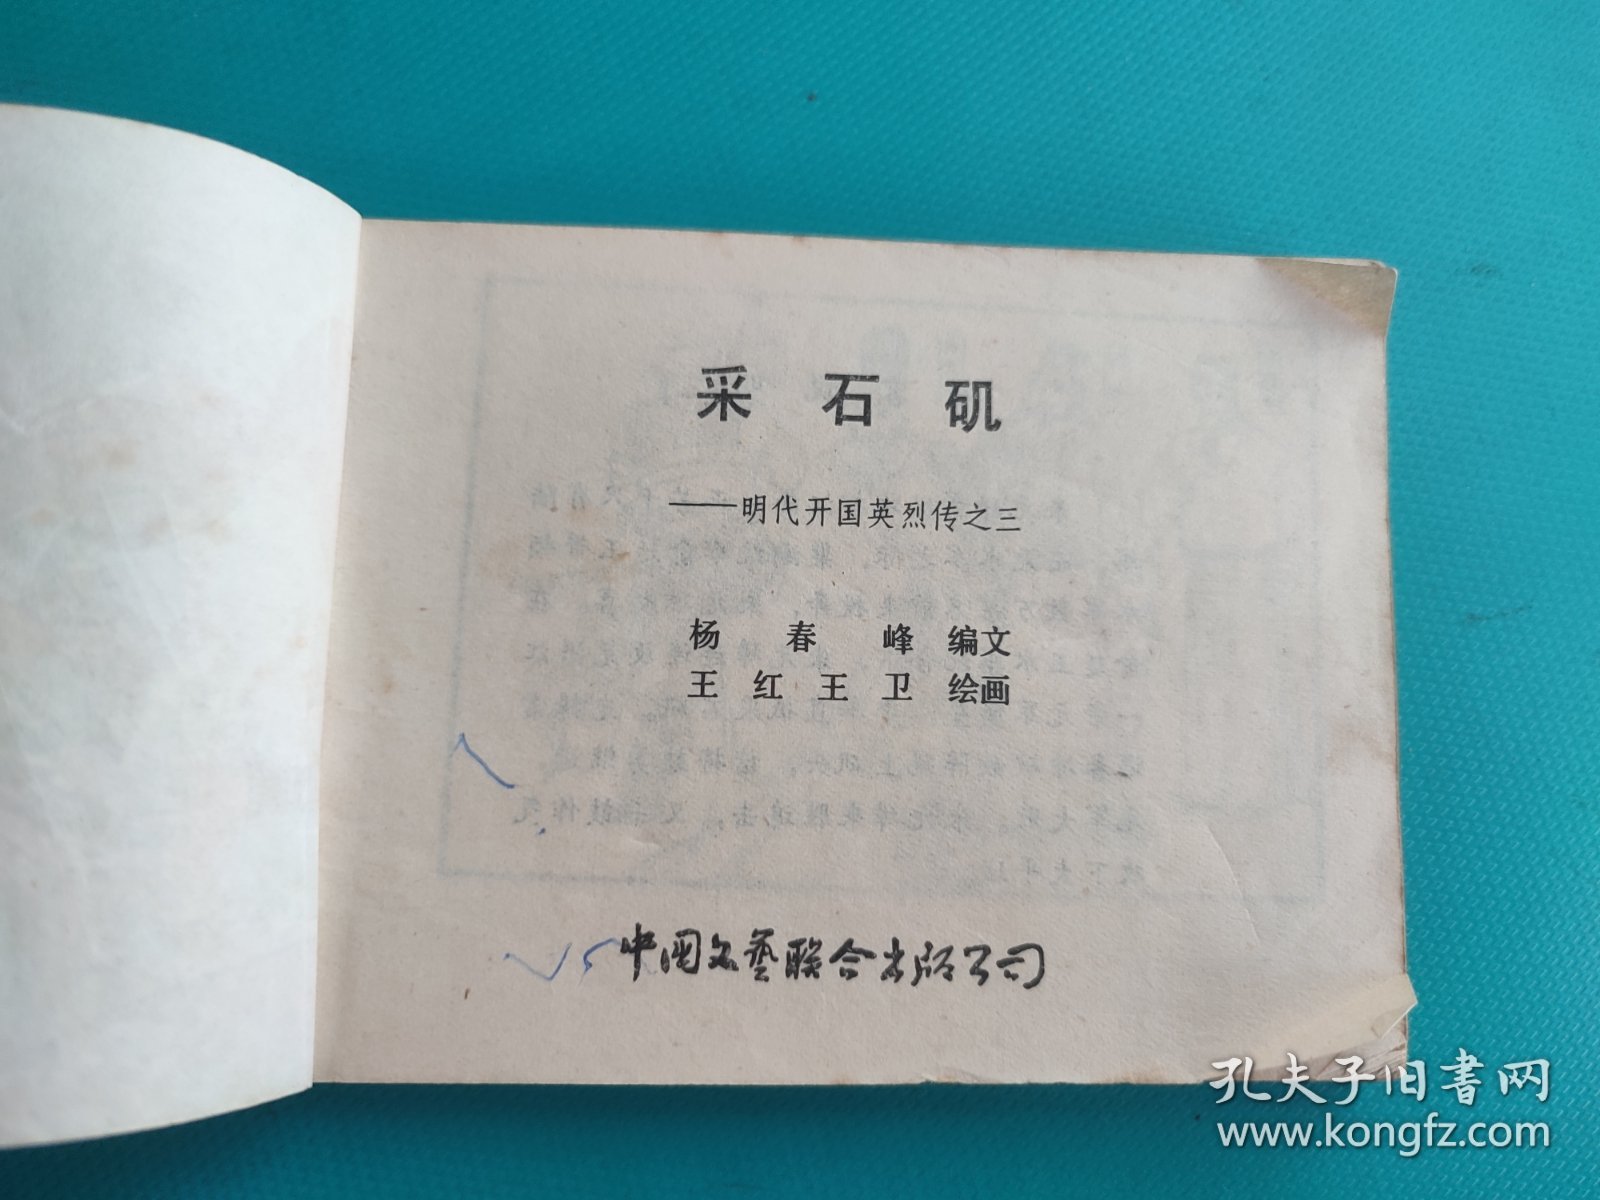 采石矶
——明代开国英烈传之三
杨春峰 编文
王红 王卫 绘画
中国文艺联合出版公司
孔夫子旧书网
www.kongfz.com